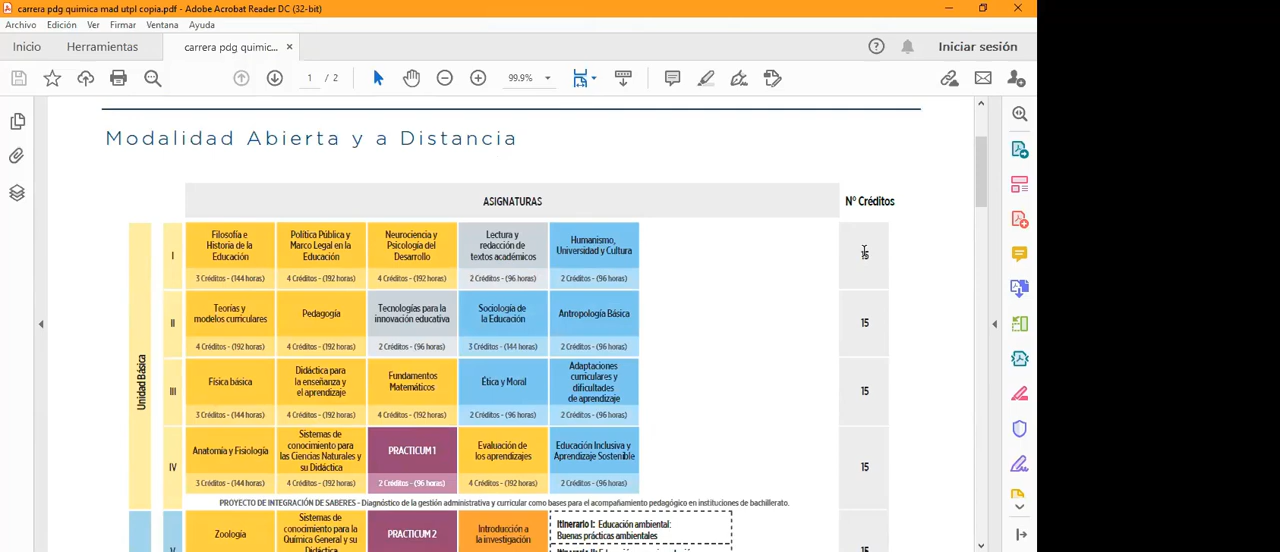 carrera pdg quimica mad utpl copia.pdf - Adobe Acrobat Reader DC (32-bit)
Archivo Edición Ver Firmar Ventana Ayuda
Inicio Herramientas carrera pdg quimic... × Iniciar sesión
1 / 2 99.9%
Modalidad Abierta y a Distancia
ASIGNATURAS
N° Créditos
Unidad Básica
I
Filosofía e
Historia de la
Educación
3 Créditos - (144 horas)
Política Pública y
Marco Legal en la
Educación
4 Créditos - (192 horas)
Neurociencia y
Psicología del
Desarrollo
4 Créditos - (192 horas)
Lectura y
redacción de
textos académicos
2 Créditos - (96 horas)
Humanismo,
Universidad y Cultura
2 Créditos - (96 horas)
II
Teorías y
modelos curriculares
4 Créditos - (192 horas)
Pedagogía
4 Créditos - (192 horas)
Tecnologías para la
innovación educativa
2 Créditos - (96 horas)
Sociología de
la Educación
3 Créditos - (144 horas)
Antropología Básica
2 Créditos - (96 horas)
15
III
Física básica
3 Créditos - (144 horas)
Didáctica para
la enseñanza y
el aprendizaje
4 Créditos - (192 horas)
Fundamentos
Matemáticos
4 Créditos - (192 horas)
Ética y Moral
2 Créditos - (96 horas)
Adaptaciones
curriculares y
dificultades
de aprendizaje
2 Créditos - (96 horas)
15
IV
Anatomía y Fisiología
3 Créditos - (144 horas)
Sistemas de
conocimiento para
las Ciencias Naturales y
su Didáctica
4 Créditos - (192 horas)
PRACTICUM 1
2 Créditos - (96 horas)
Evaluación de
los aprendizajes
4 Créditos - (192 horas)
Educación Inclusiva y
Aprendizaje Sostenible
2 Créditos - (96 horas)
15
PROYECTO DE INTEGRACIÓN DE SABERES - Diagnóstico de la gestión administrativa y curricular como bases para el acompañamiento pedagógico en instituciones de bachillerato.
V
Zoología
Sistemas de
conocimiento para la
Química General y su
Didáctica
PRACTICUM 2
Introducción a
la investigación
Itinerario I: Educación ambiental:
Buenas prácticas ambientales
15